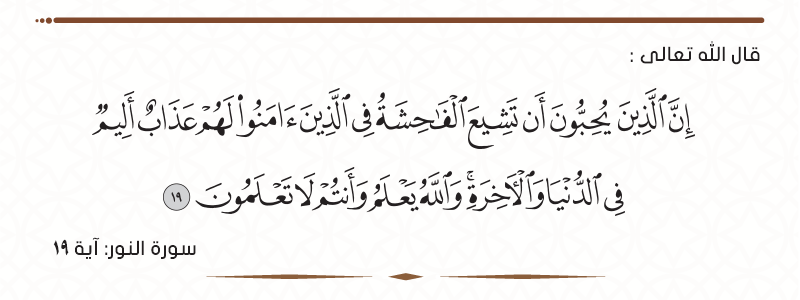 قال الله تعالى :
إِنَّ ٱلَّذِينَ يُحِبُّونَ أَن تَشِيعَ ٱلْفَـٰحِشَةُ فِى ٱلَّذِينَ ءَامَنُوا۟ لَهُمْ عَذَابٌ أَلِيمٌ
فِى ٱلدُّنْيَا وَٱلْـَٔاخِرَةِ ۚ وَٱللَّهُ يَعْلَمُ وَأَنتُمْ لَا تَعْلَمُونَ ١٩
سورة النور: آية ١٩